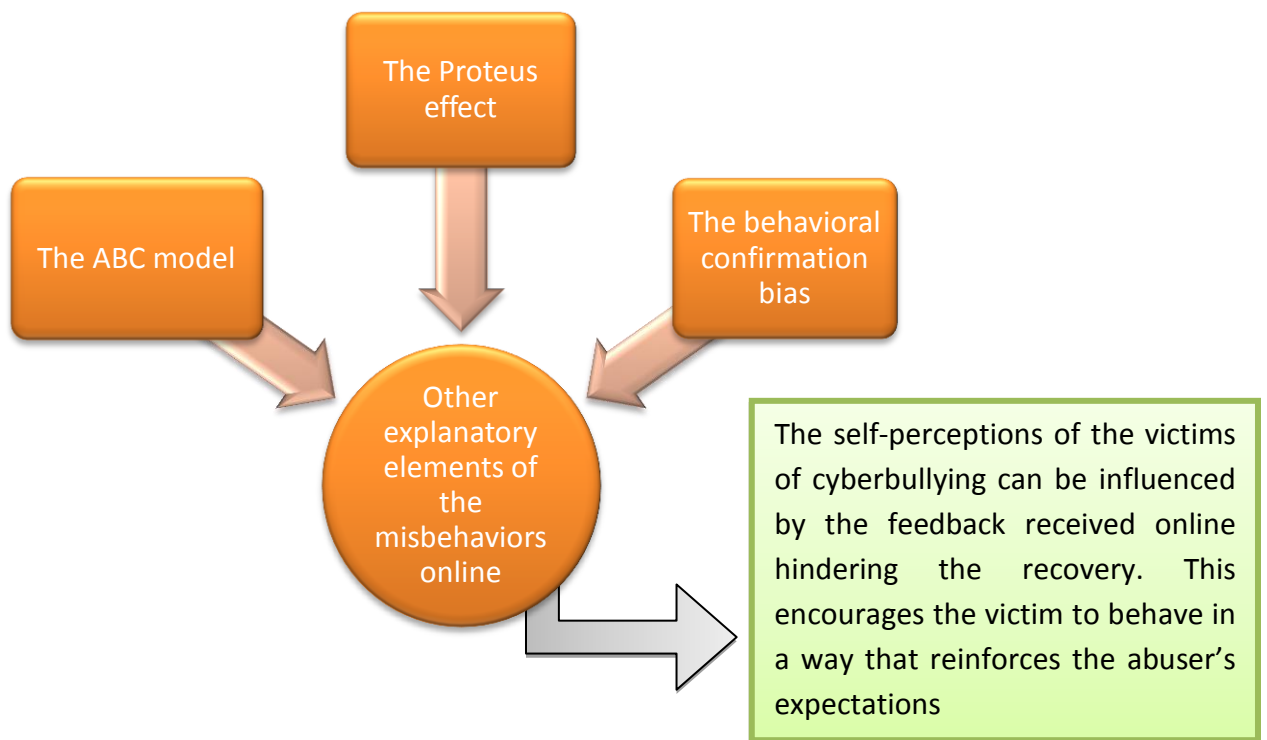 The Proteus
effect
The ABC model
The behavioral
confirmation
bias
Other
explanatory
elements of
the
misbehaviors
online
The self-perceptions of the victims
of cyberbullying can be influenced
by the feedback received online
hindering the recovery. This
encourages the victim to behave in
a way that reinforces the abuser’s
expectations